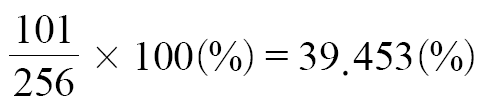 101/256 × 100(%) = 39.453(%)